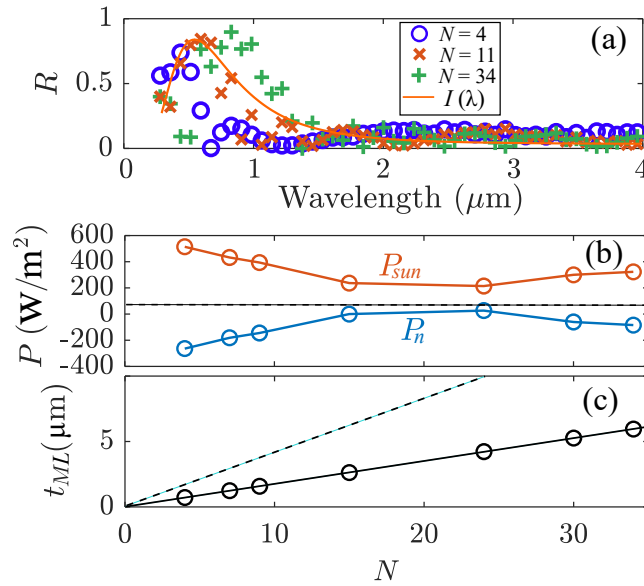 1
0.5
0
R
(a)
N = 4
N = 11
N = 34
I (λ)
0 1 2 3 4
Wavelength (μm)
600
400
200
0
-200
-400
P (W/m²)
(b)
P_sun
P_n
5
0
t_ML(μm)
(c)
0 10 20 30
N